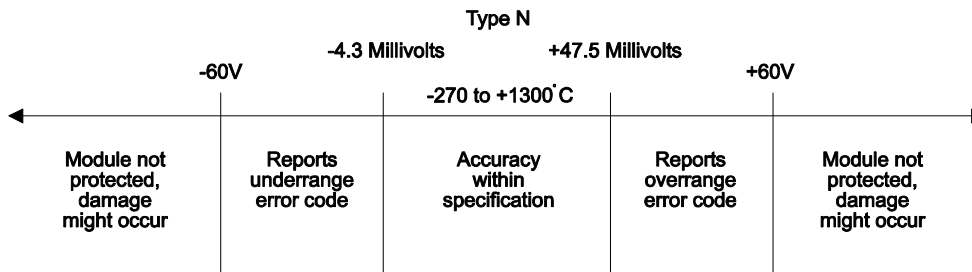 Type N
-4.3 Millivolts
+47.5 Millivolts
-60V
+60V
-270 to +1300°C
Module not
protected,
damage
might occur
Reports
underrange
error code
Accuracy
within
specification
Reports
overrange
error code
Module not
protected,
damage
might occur